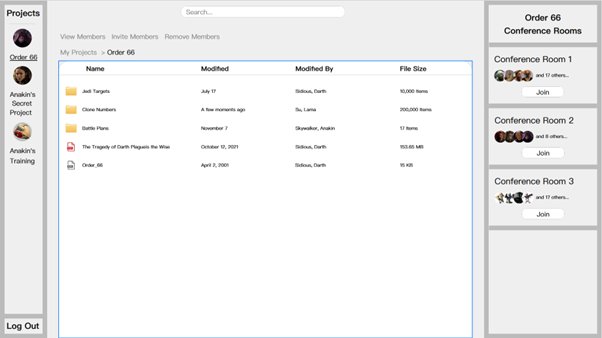 Projects
Order 66
Anakin's
Secret
Project
Anakin's
Training
Log Out
Search...
View Members Invite Members Remove Members
My Projects > Order 66
Name Modified Modified By File Size
Jedi Targets July 17 Sidious, Darth 10,000 Items
Clone Numbers A few moments ago Su, Lama 200,000 Items
Battle Plans November 7 Skywalker, Anakin 17 Items
The Tragedy of Darth Plagueis the Wise October 12, 2021 Sidious, Darth 153.65 MB
Order_66 April 2, 2001 Sidious, Darth 15 KB
Order 66
Conference Rooms
Conference Room 1
and 17 others...
Join
Conference Room 2
and 8 others...
Join
Conference Room 3
and 17 others...
Join